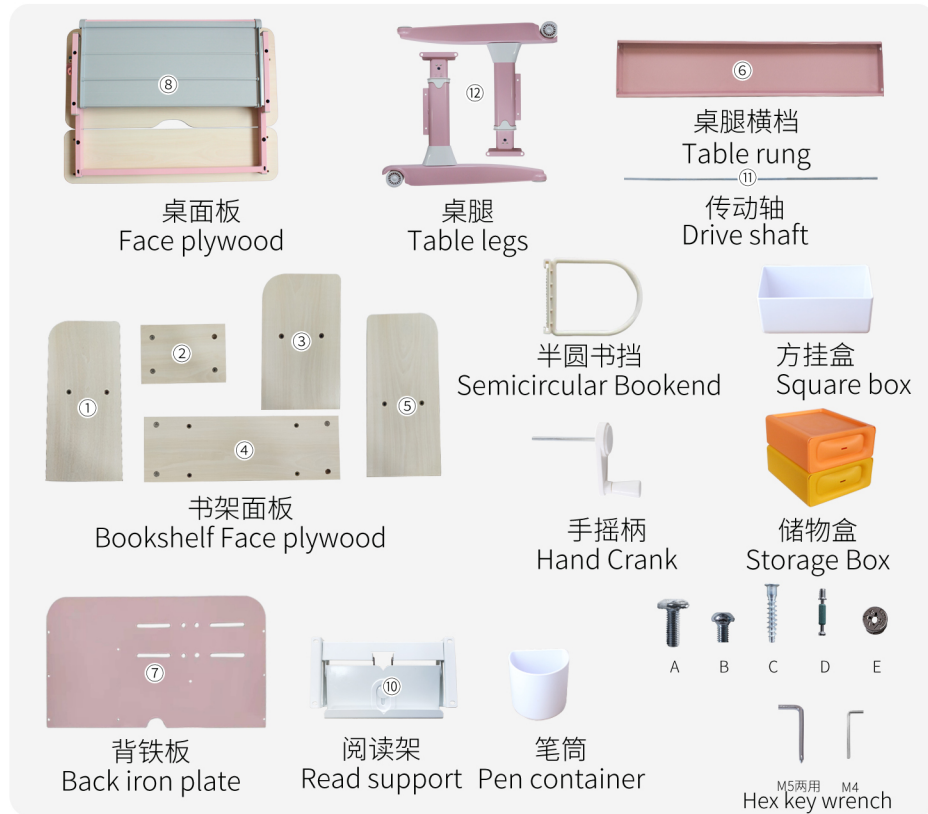 ⑧
桌面板
Face plywood
⑫
桌腿
Table legs
⑥
桌腿横档
Table rung
⑪
传动轴
Drive shaft
①
②
③
④
⑤
书架面板
Bookshelf Face plywood
半圆书挡
Semicircular Bookend
方挂盒
Square box
手摇柄
Hand Crank
储物盒
Storage Box
⑦
背铁板
Back iron plate
⑩
阅读架
Read support
笔筒
Pen container
A B C D E
M5两用 M4
Hex key wrench